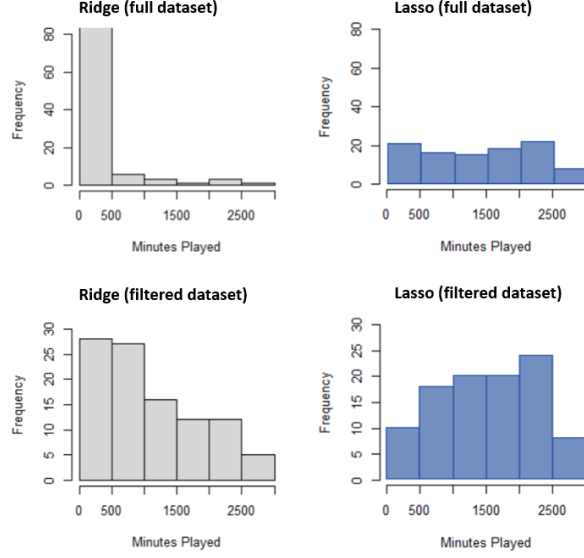 Ridge (full dataset)
Lasso (full dataset)
Frequency
0 20 40 60 80
0 500 1500 2500
Minutes Played
Frequency
0 20 40 60 80
0 500 1500 2500
Minutes Played
Ridge (filtered dataset)
Lasso (filtered dataset)
Frequency
0 5 10 15 20 25 30
0 500 1500 2500
Minutes Played
Frequency
0 5 10 15 20 25 30
0 500 1500 2500
Minutes Played